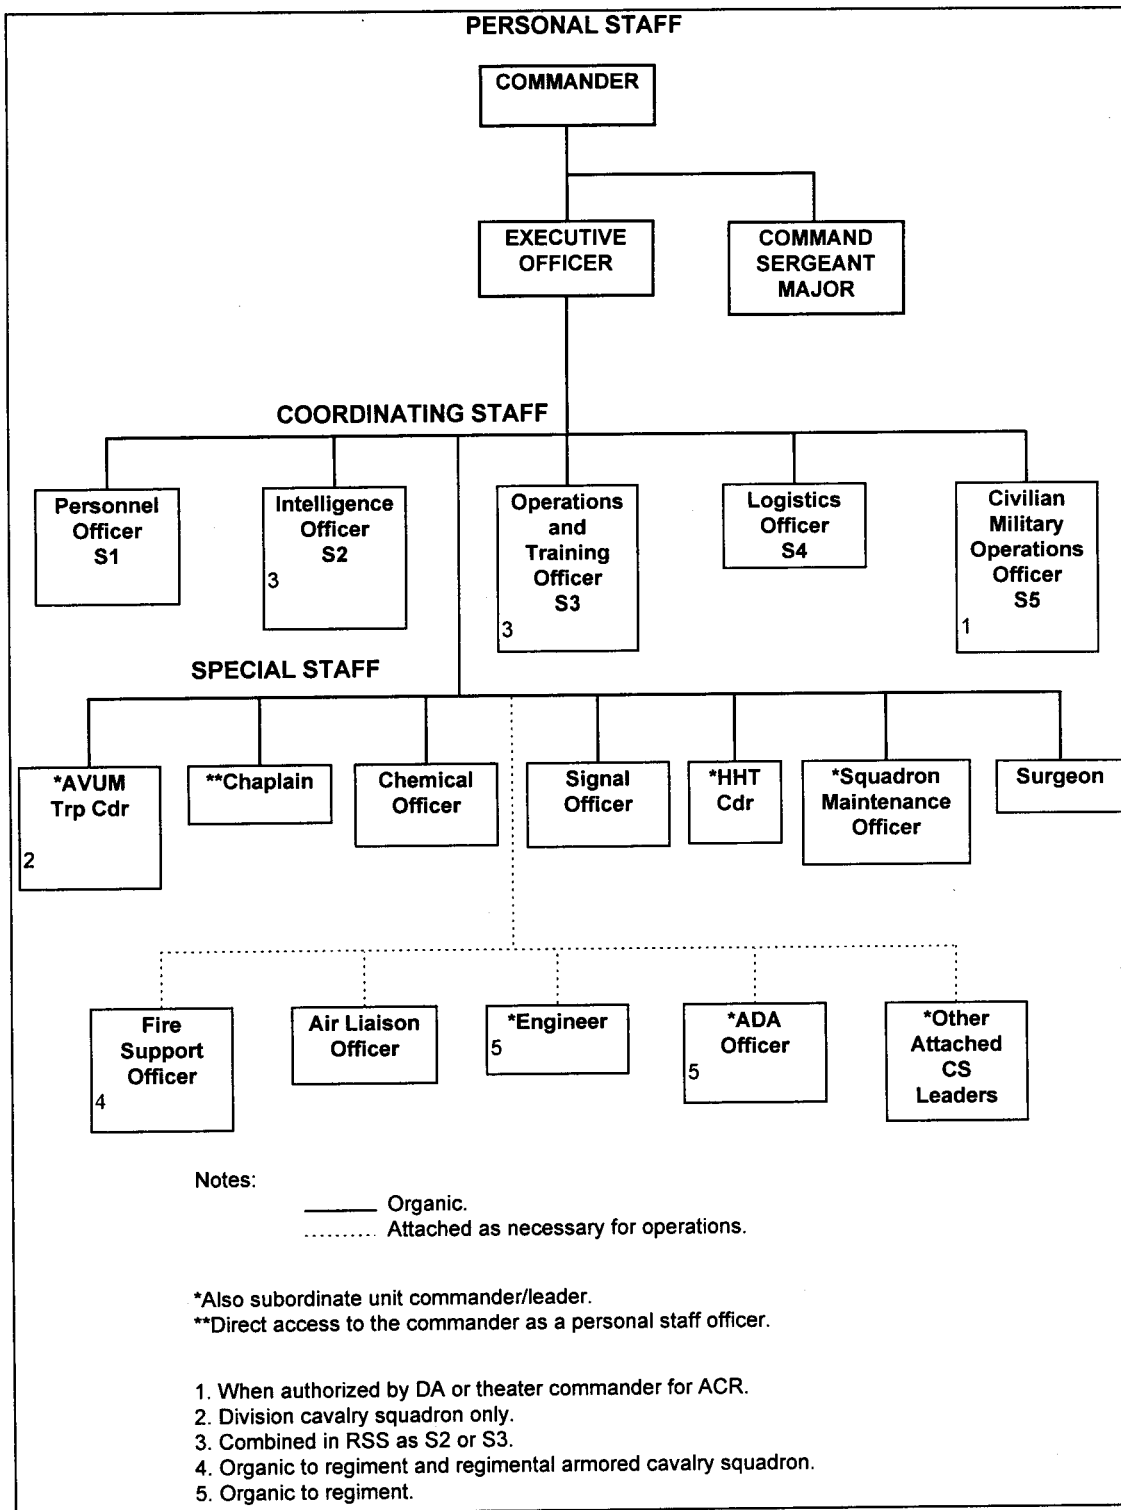 PERSONAL STAFF
COMMANDER
EXECUTIVE
OFFICER
COMMAND
SERGEANT
MAJOR
COORDINATING STAFF
Personnel
Officer
S1
Intelligence
Officer
S2
3
Operations
and
Training
Officer
S3
3
Logistics
Officer
S4
Civilian
Military
Operations
Officer
S5
1
SPECIAL STAFF
*AVUM
Trp Cdr
2
**Chaplain
Chemical
Officer
Signal
Officer
*HHT
Cdr
*Squadron
Maintenance
Officer
Surgeon
Fire
Support
Officer
4
Air Liaison
Officer
*Engineer
5
*ADA
Officer
5
*Other
Attached
CS
Leaders
Notes:
Organic.
Attached as necessary for operations.
*Also subordinate unit commander/leader.
**Direct access to the commander as a personal staff officer.
1. When authorized by DA or theater commander for ACR.
2. Division cavalry squadron only.
3. Combined in RSS as S2 or S3.
4. Organic to regiment and regimental armored cavalry squadron.
5. Organic to regiment.